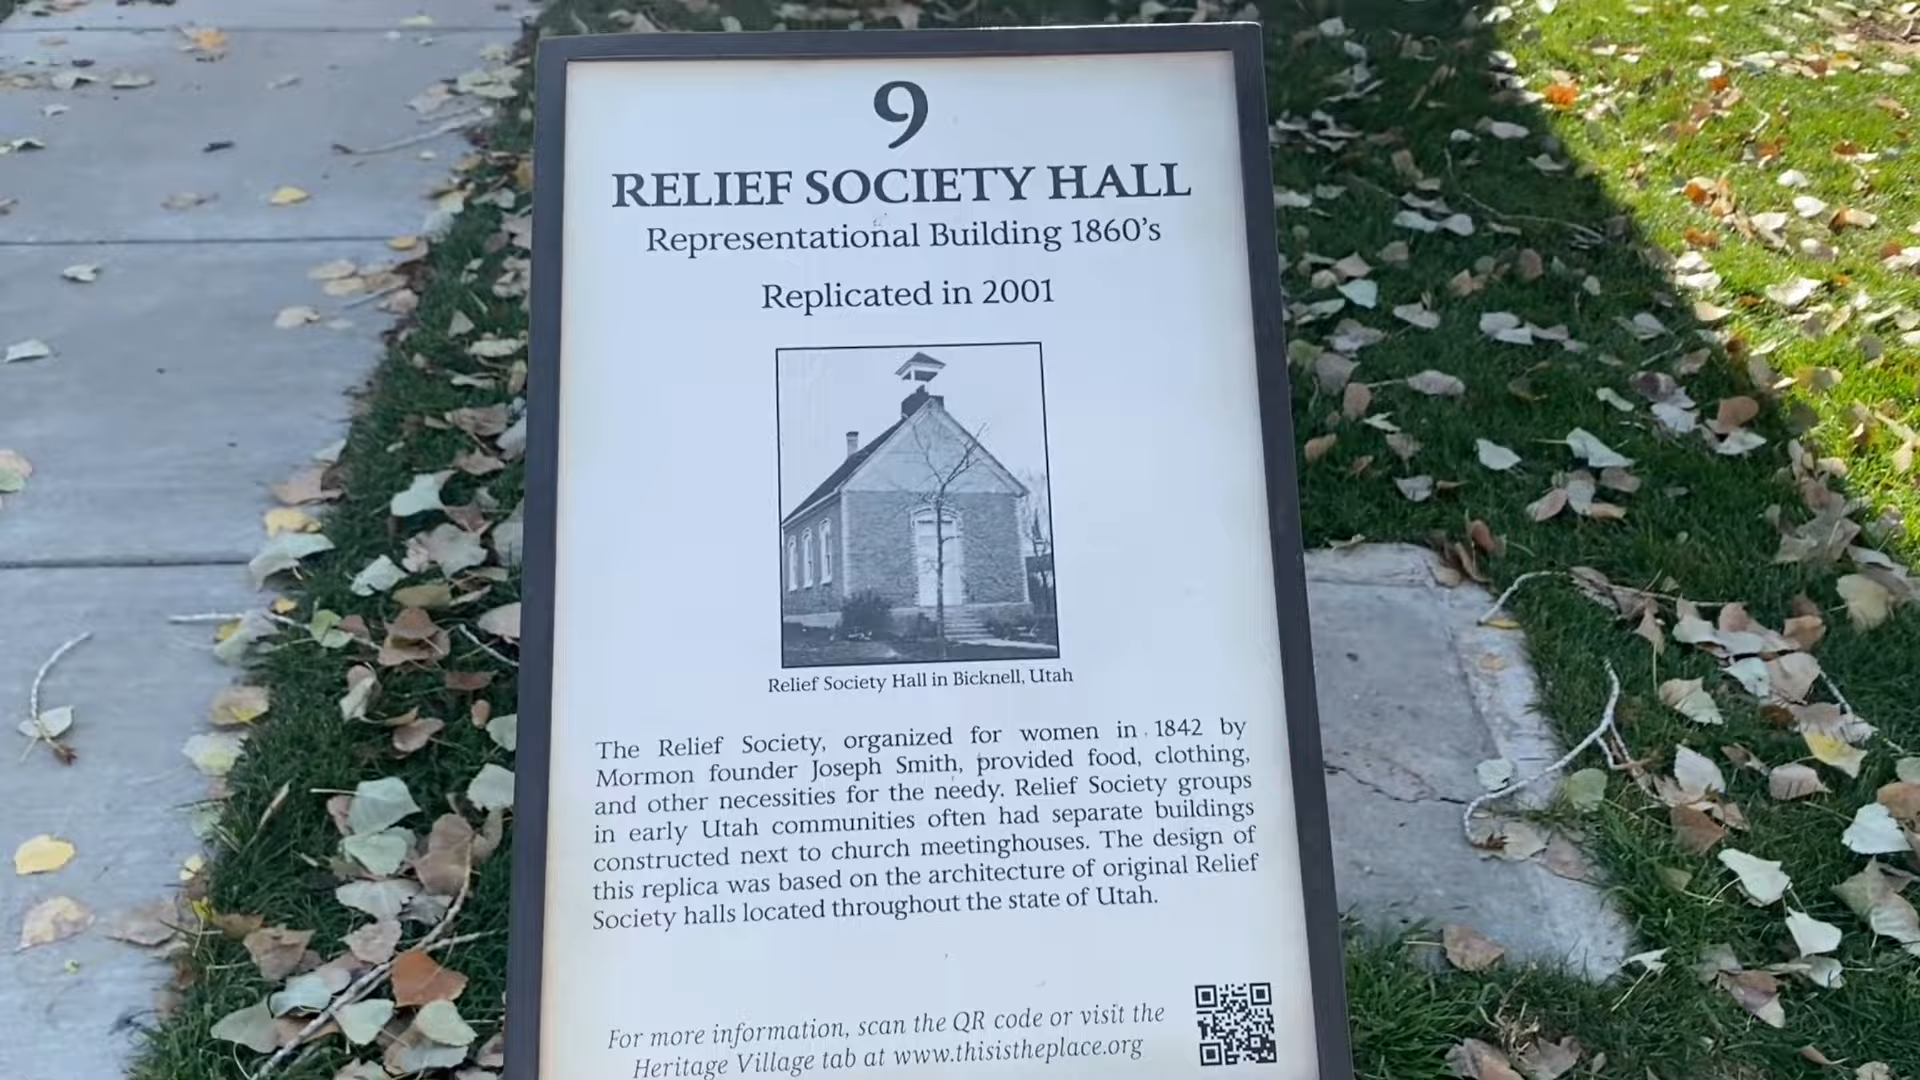 9
RELIEF SOCIETY HALL
Representational Building 1860's
Replicated in 2001
Relief Society Hall in Bicknell, Utah
The Relief Society, organized for women in 1842 by
Mormon founder Joseph Smith, provided food, clothing,
and other necessities for the needy. Relief Society groups
in early Utah communities often had separate buildings
constructed next to church meetinghouses. The design of
this replica was based on the architecture of original Relief
Society halls located throughout the state of Utah.
For more information, scan the QR code or visit the
Heritage Village tab at www.thisistheplace.org